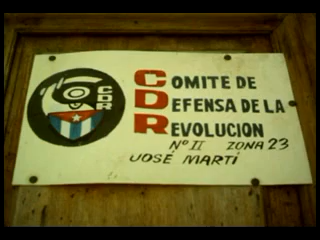 CDR
COMITE DE
DEFENSA DE LA
REVOLUCION
Nº II ZONA 23
JOSÉ MARTÍ